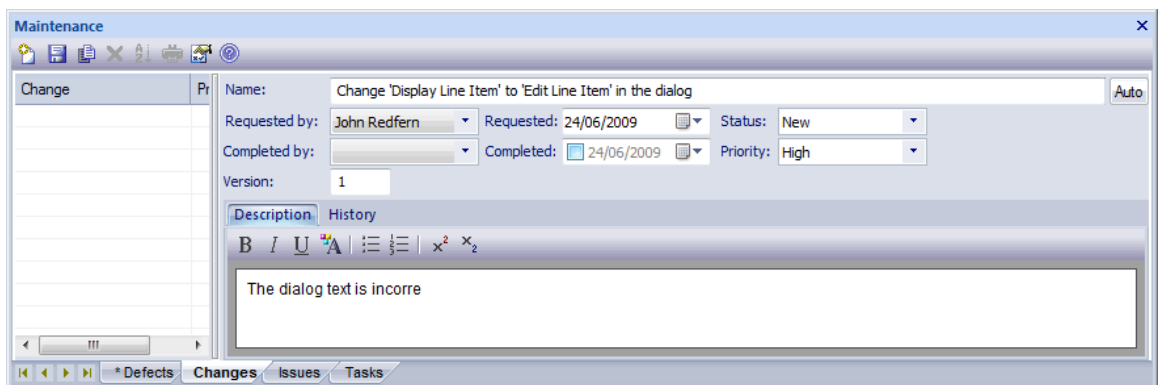 Maintenance
Change Pr
Name: Change 'Display Line Item' to 'Edit Line Item' in the dialog Auto
Requested by: John Redfern Requested: 24/06/2009 Status: New
Completed by: Completed: 24/06/2009 Priority: High
Version: 1
Description History
B I U A x² x₂
The dialog text is incorre
* Defects Changes Issues Tasks